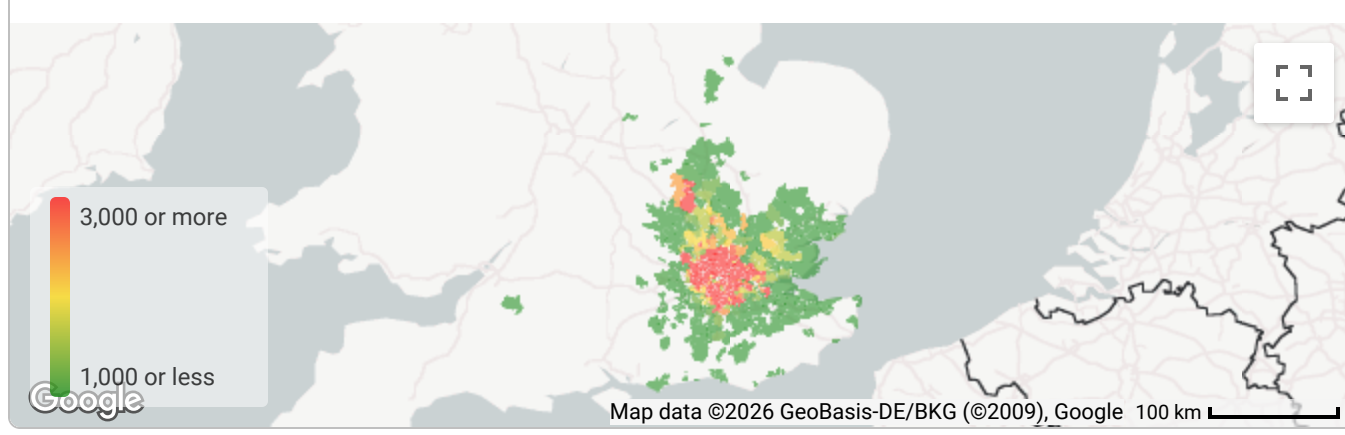 3,000 or more
1,000 or less
Google
Map data ©2026 GeoBasis-DE/BKG (©2009), Google 100 km